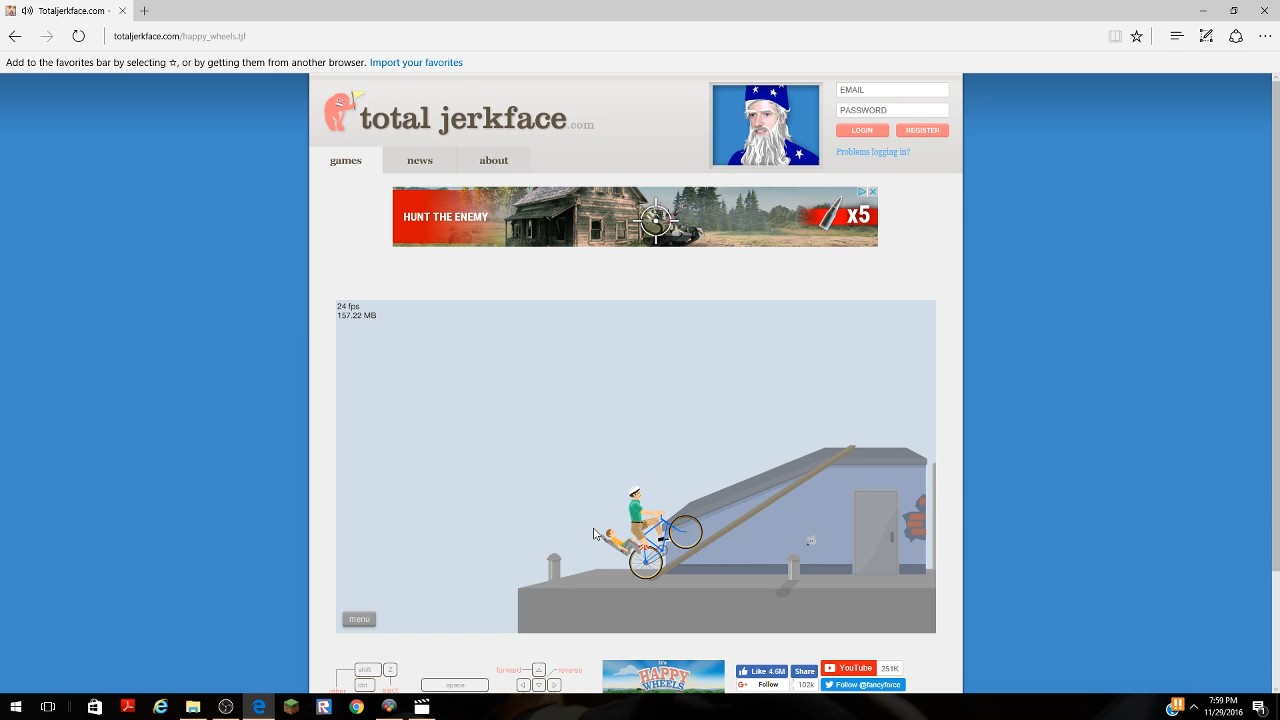 Totaljerkface.com -
totaljerkface.com/happy_wheels.tjf
Add to the favorites bar by selecting ☆, or by getting them from another browser. Import your favorites
total jerkface.com
EMAIL
PASSWORD
LOGIN REGISTER
Problems logging in?
games news about
HUNT THE ENEMY
x5
24 fps
157.22 MB
menu
shift Z
forward reverse
ctrl
space
other
eject
It's
HAPPY
WHEELS
Like 4.6M Share
YouTube 251K
G+ Follow 102k
Follow @fancyforce
7:59 PM
11/29/2016